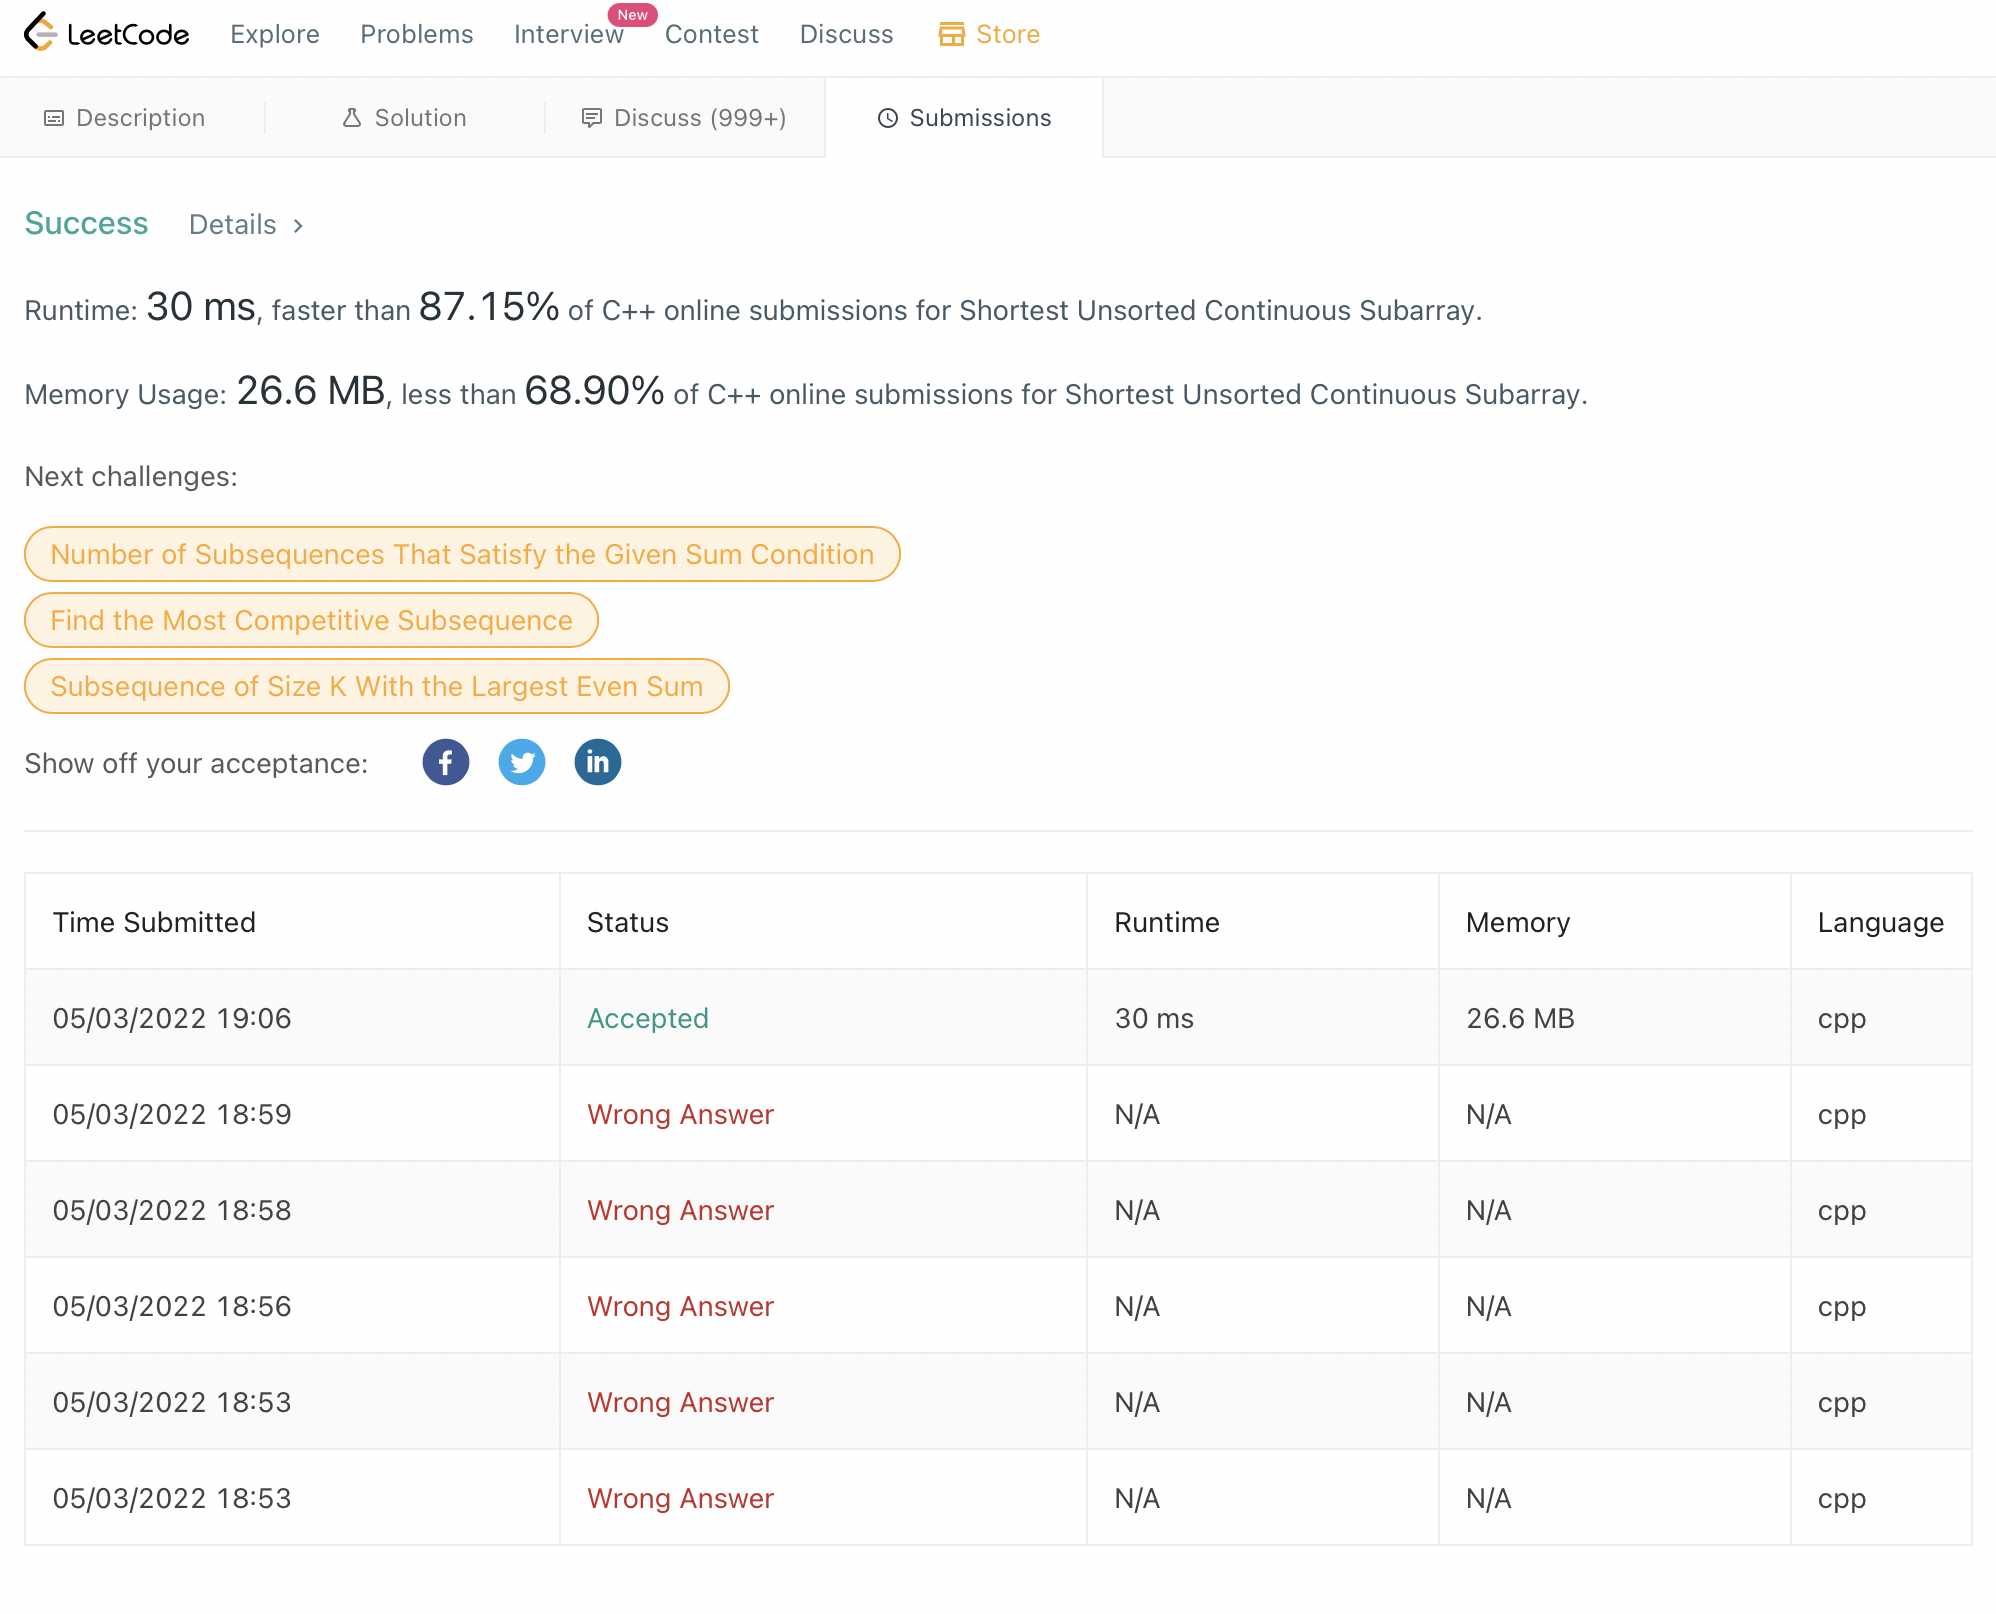 LeetCode Explore Problems Interview New Contest Discuss Store
Description Solution Discuss (999+) Submissions
Success Details >
Runtime: 30 ms, faster than 87.15% of C++ online submissions for Shortest Unsorted Continuous Subarray.
Memory Usage: 26.6 MB, less than 68.90% of C++ online submissions for Shortest Unsorted Continuous Subarray.
Next challenges:
Number of Subsequences That Satisfy the Given Sum Condition
Find the Most Competitive Subsequence
Subsequence of Size K With the Largest Even Sum
Show off your acceptance: f in
Time Submitted Status Runtime Memory Language
05/03/2022 19:06 Accepted 30 ms 26.6 MB cpp
05/03/2022 18:59 Wrong Answer N/A N/A cpp
05/03/2022 18:58 Wrong Answer N/A N/A cpp
05/03/2022 18:56 Wrong Answer N/A N/A cpp
05/03/2022 18:53 Wrong Answer N/A N/A cpp
05/03/2022 18:53 Wrong Answer N/A N/A cpp